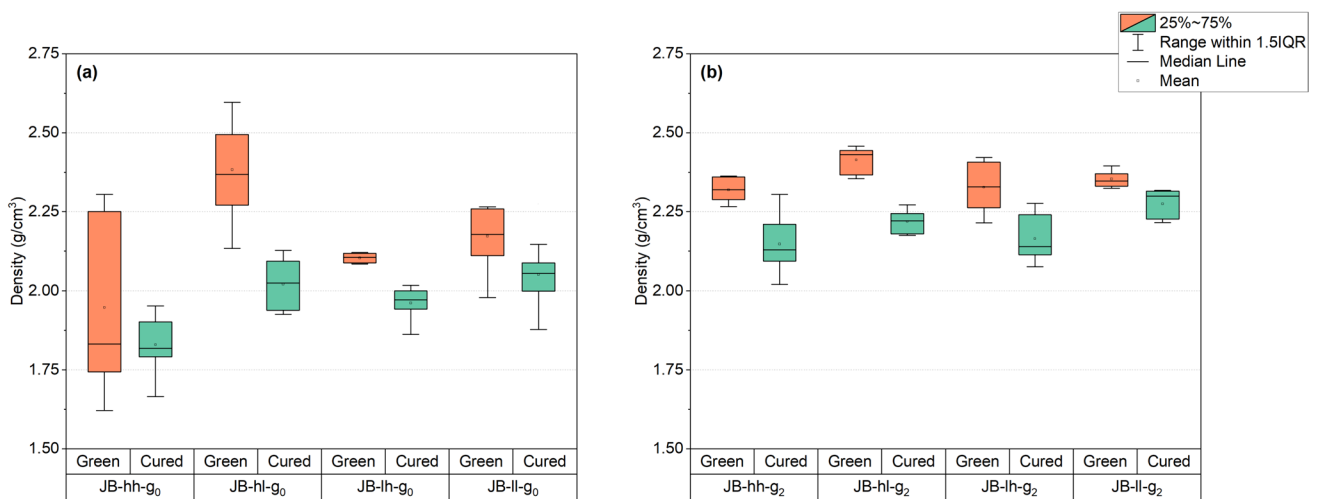 25%~75%
Range within 1.5IQR
Median Line
Mean
(a)
Density (g/cm³)
2.75
2.50
2.25
2.00
1.75
1.50
Green Cured Green Cured Green Cured Green Cured
JB-hh-g₀ JB-hl-g₀ JB-lh-g₀ JB-ll-g₀
(b)
Density (g/cm³)
2.75
2.50
2.25
2.00
1.75
1.50
Green Cured Green Cured Green Cured Green Cured
JB-hh-g₂ JB-hl-g₂ JB-lh-g₂ JB-ll-g₂